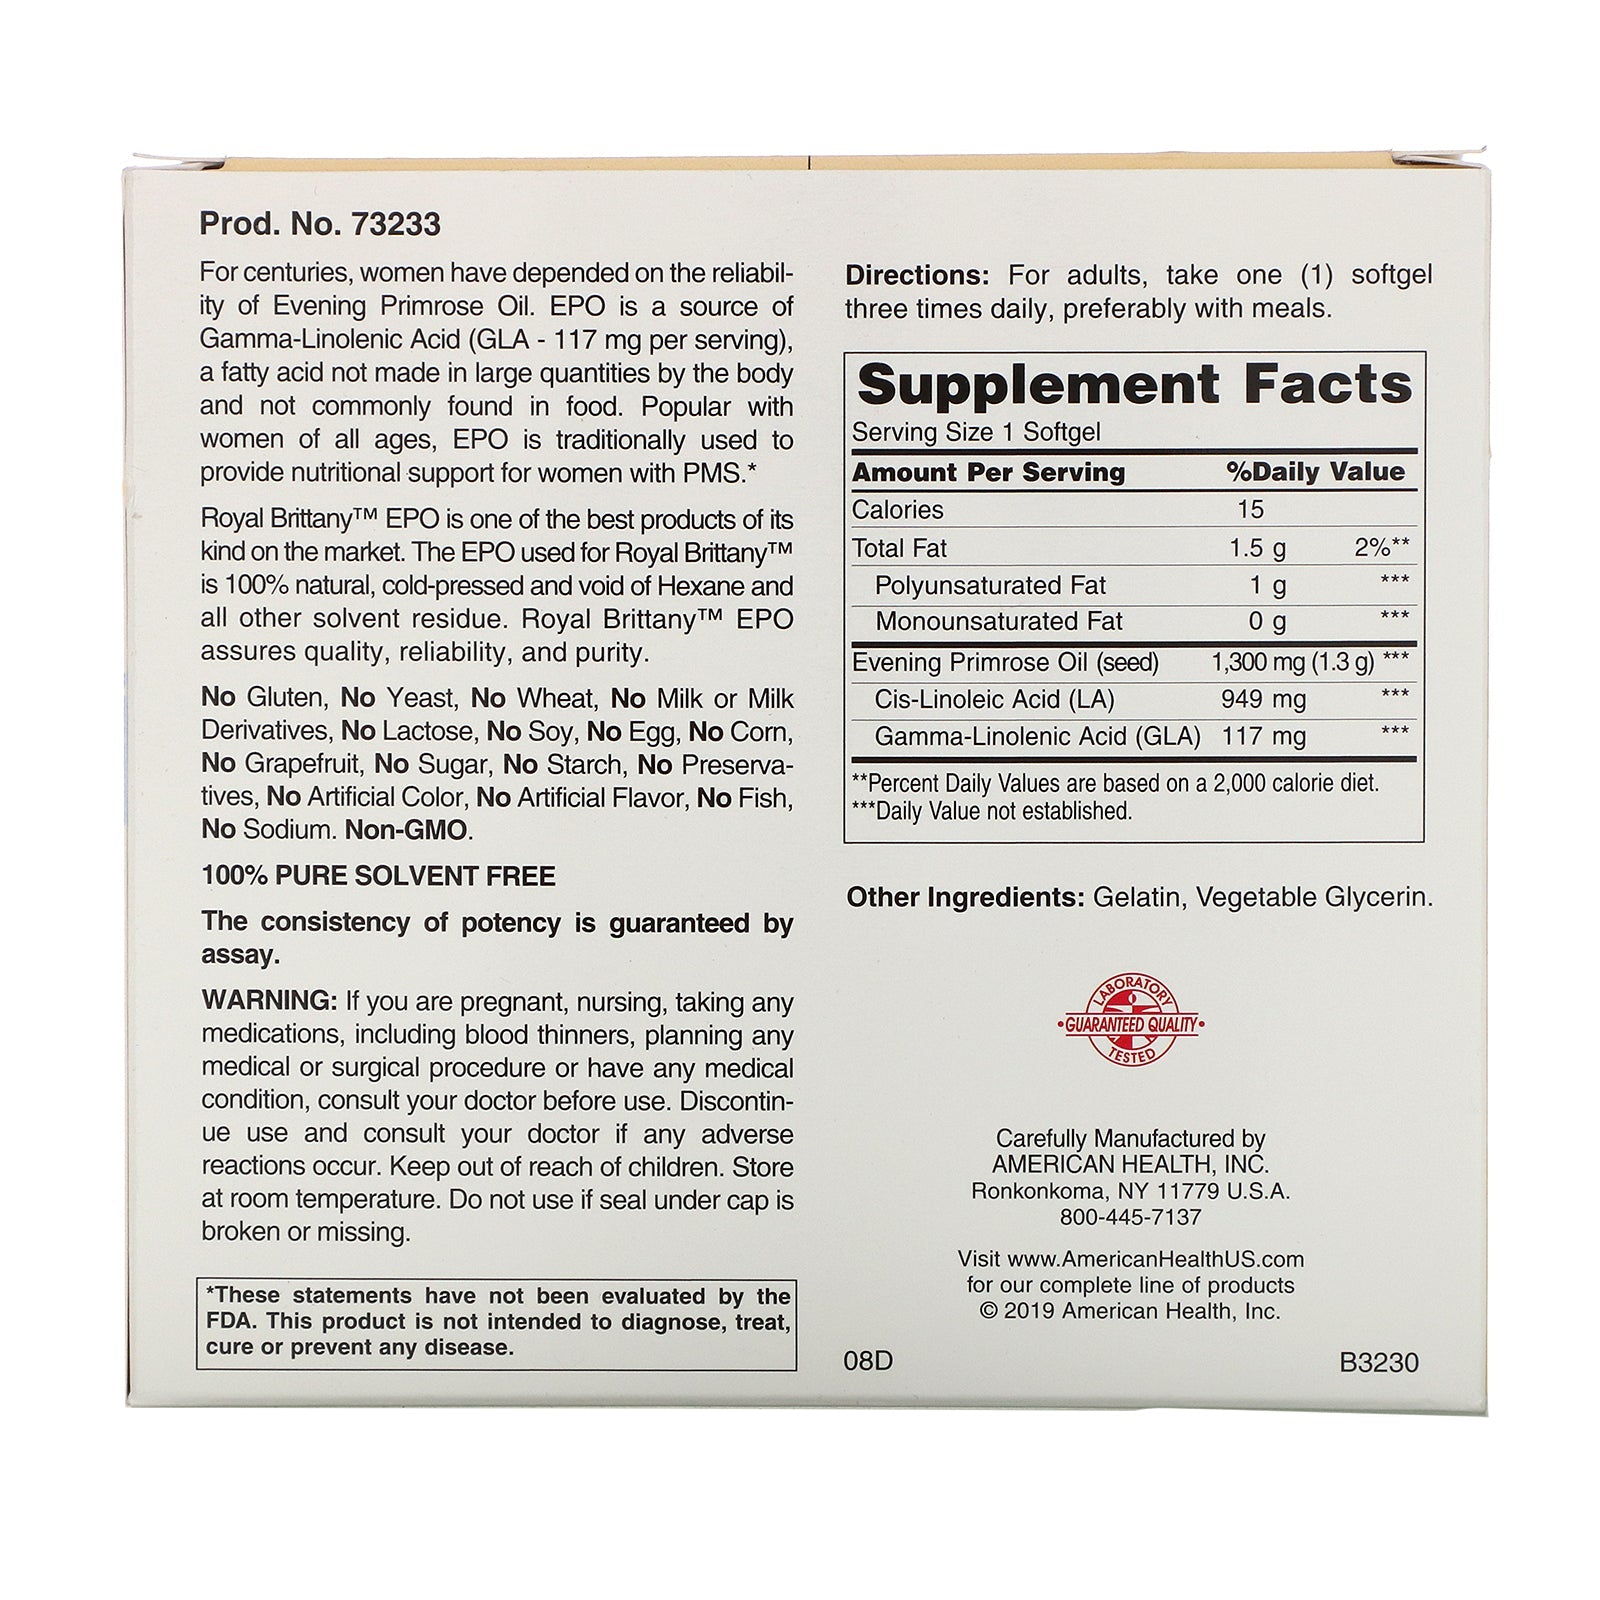 Prod. No. 73233
For centuries, women have depended on the reliabil-
ity of Evening Primrose Oil. EPO is a source of
Gamma-Linolenic Acid (GLA - 117 mg per serving),
a fatty acid not made in large quantities by the body
and not commonly found in food. Popular with
women of all ages, EPO is traditionally used to
provide nutritional support for women with PMS.*
Royal Brittany™ EPO is one of the best products of its
kind on the market. The EPO used for Royal Brittany™
is 100% natural, cold-pressed and void of Hexane and
all other solvent residue. Royal Brittany™ EPO
assures quality, reliability, and purity.
No Gluten, No Yeast, No Wheat, No Milk or Milk
Derivatives, No Lactose, No Soy, No Egg, No Corn,
No Grapefruit, No Sugar, No Starch, No Preserva-
tives, No Artificial Color, No Artificial Flavor, No Fish,
No Sodium. Non-GMO.
100% PURE SOLVENT FREE
The consistency of potency is guaranteed by
assay.
WARNING: If you are pregnant, nursing, taking any
medications, including blood thinners, planning any
medical or surgical procedure or have any medical
condition, consult your doctor before use. Discontin-
ue use and consult your doctor if any adverse
reactions occur. Keep out of reach of children. Store
at room temperature. Do not use if seal under cap is
broken or missing.
*These statements have not been evaluated by the
FDA. This product is not intended to diagnose, treat,
cure or prevent any disease.
Directions: For adults, take one (1) softgel
three times daily, preferably with meals.
Supplement Facts
Serving Size 1 Softgel
Amount Per Serving %Daily Value
Calories 15
Total Fat 1.5 g 2%**
Polyunsaturated Fat 1 g ***
Monounsaturated Fat 0 g ***
Evening Primrose Oil (seed) 1,300 mg (1.3 g) ***
Cis-Linoleic Acid (LA) 949 mg ***
Gamma-Linolenic Acid (GLA) 117 mg ***
**Percent Daily Values are based on a 2,000 calorie diet.
***Daily Value not established.
Other Ingredients: Gelatin, Vegetable Glycerin.
LABORATORY
•GUARANTEED QUALITY•
TESTED
Carefully Manufactured by
AMERICAN HEALTH, INC.
Ronkonkoma, NY 11779 U.S.A.
800-445-7137
Visit www.AmericanHealthUS.com
for our complete line of products
© 2019 American Health, Inc.
08D B3230